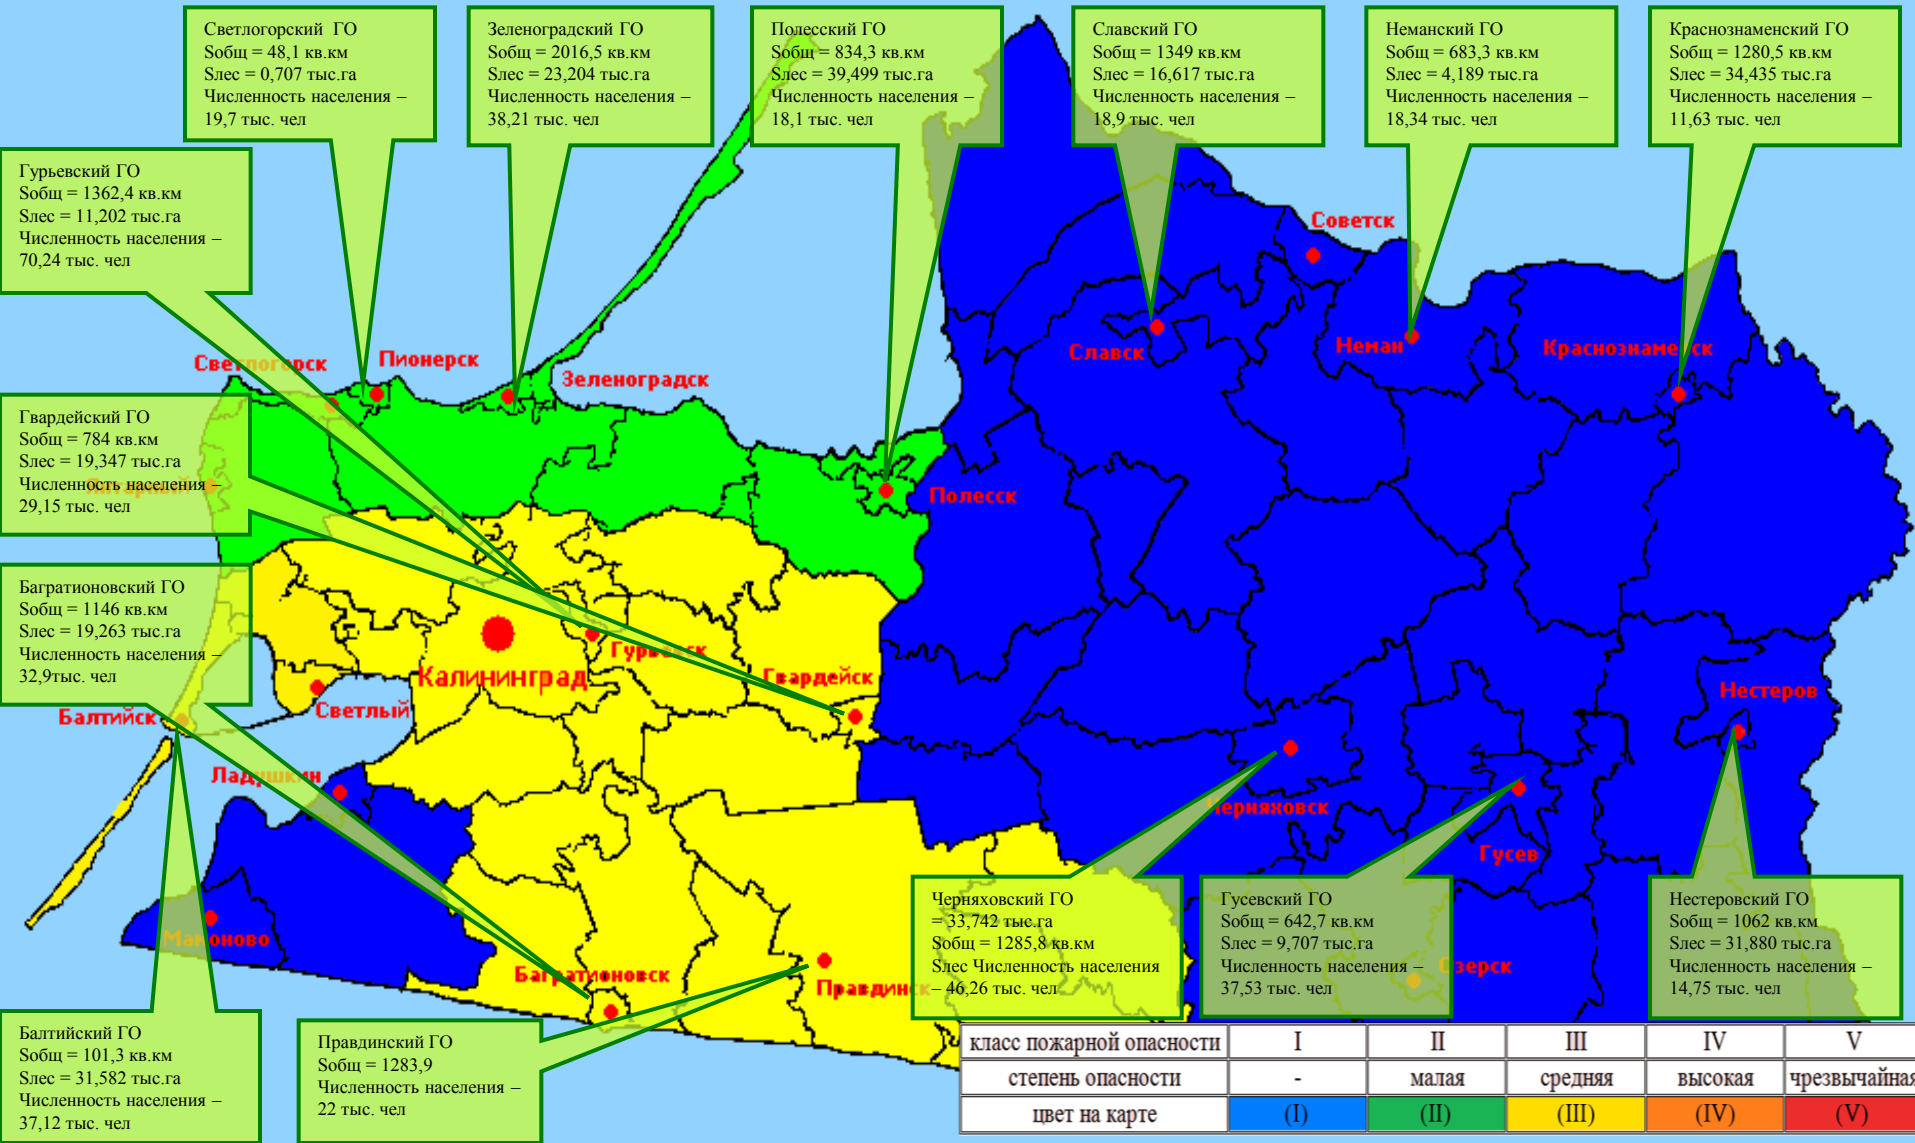 Светлогорский ГО
Sобщ = 48,1 кв.км
Sлес = 0,707 тыс.га
Численность населения –
19,7 тыс. чел
Зеленоградский ГО
Sобщ = 2016,5 кв.км
Sлес = 23,204 тыс.га
Численность населения –
38,21 тыс. чел
Полесский ГО
Sобщ = 834,3 кв.км
Sлес = 39,499 тыс.га
Численность населения –
18,1 тыс. чел
Славский ГО
Sобщ = 1349 кв.км
Sлес = 16,617 тыс.га
Численность населения –
18,9 тыс. чел
Неманский ГО
Sобщ = 683,3 кв.км
Sлес = 4,189 тыс.га
Численность населения –
18,34 тыс. чел
Краснознаменский ГО
Sобщ = 1280,5 кв.км
Sлес = 34,435 тыс.га
Численность населения –
11,63 тыс. чел
Гурьевский ГО
Sобщ = 1362,4 кв.км
Sлес = 11,202 тыс.га
Численность населения –
70,24 тыс. чел
Советск
Светлогорск
Пионерск
Зеленоградск
Славск
Неман
Краснознаменск
Гвардейский ГО
Sобщ = 784 кв.км
Sлес = 19,347 тыс.га
Численность населения –
29,15 тыс. чел
Янтарный
Полесск
Багратионовский ГО
Sобщ = 1146 кв.км
Sлес = 19,263 тыс.га
Численность населения –
32,9тыс. чел
Гурьевск
Калининград
Гвардейск
Нестеров
Балтийск
Светлый
Ладушкин
Черняховск
Гусев
Мамоново
Багратионовск
Правдинск
Озерск
Черняховский ГО
= 33,742 тыс.га
Sобщ = 1285,8 кв.км
Sлес Численность населения
– 46,26 тыс. чел
Гусевский ГО
Sобщ = 642,7 кв.км
Sлес = 9,707 тыс.га
Численность населения –
37,53 тыс. чел
Нестеровский ГО
Sобщ = 1062 кв.км
Sлес = 31,880 тыс.га
Численность населения –
14,75 тыс. чел
Балтийский ГО
Sобщ = 101,3 кв.км
Sлес = 31,582 тыс.га
Численность населения –
37,12 тыс. чел
Правдинский ГО
Sобщ = 1283,9
Численность населения –
22 тыс. чел
класс пожарной опасности I II III IV V
степень опасности - малая средняя высокая чрезвычайная
цвет на карте (I) (II) (III) (IV) (V)